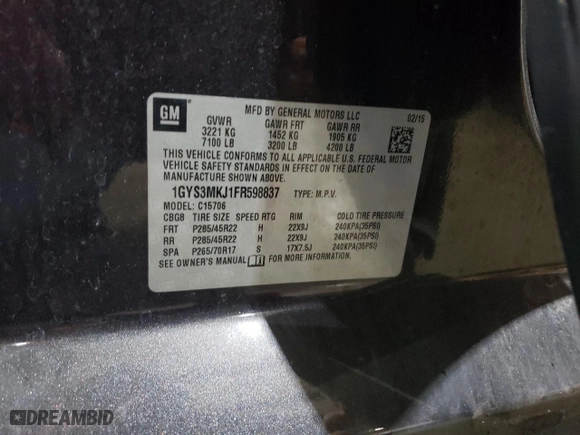 GM
MFD BY GENERAL MOTORS LLC 02/15
GVWR GAWR FRT GAWR RR
3221 KG 1452 KG 1905 KG
7100 LB 3200 LB 4200 LB
THIS VEHICLE CONFORMS TO ALL APPLICABLE U.S. FEDERAL MOTOR
VEHICLE SAFETY STANDARDS IN EFFECT ON THE DATE OF
MANUFACTURE SHOWN ABOVE.
1GYS3MKJ1FR598837 TYPE: M.P.V.
MODEL: C15706
CBG8 TIRE SIZE SPEED RTG RIM COLD TIRE PRESSURE
FRT P285/45R22 H 22X9J 240KPA(35PSI)
RR P285/45R22 H 22X9J 240KPA(35PSI)
SPA P265/70R17 S 17X7.5J 240KPA(35PSI)
SEE OWNER'S MANUAL FOR MORE INFORMATION.
DREAMBID